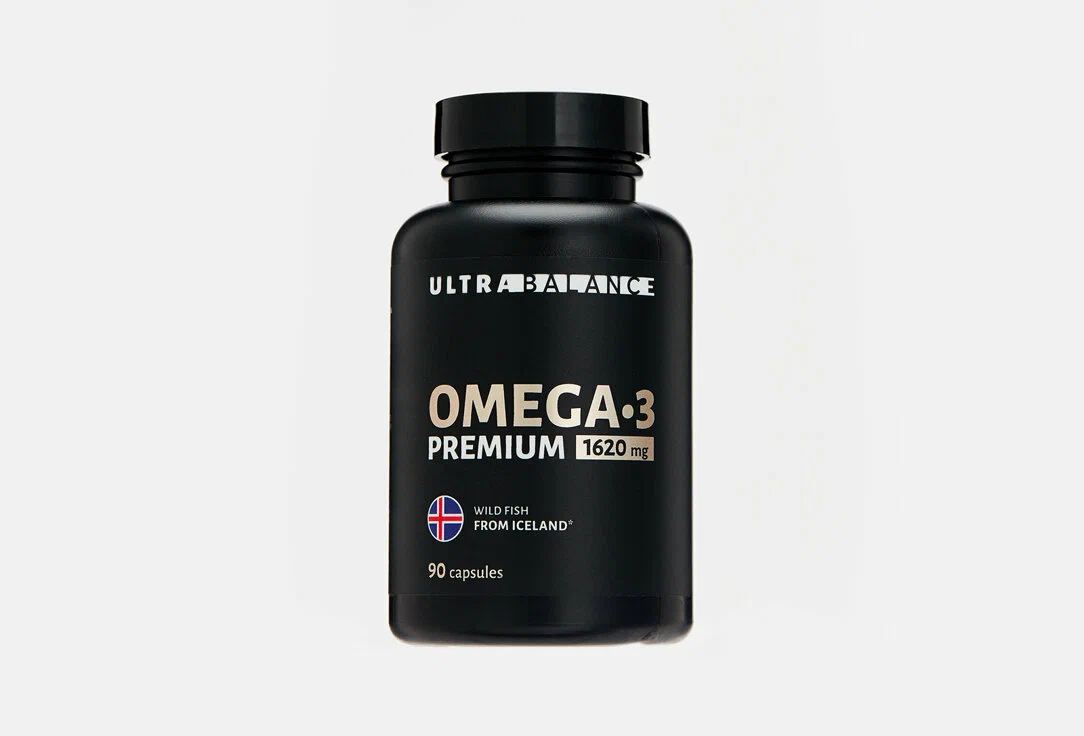 ULTRABALANCE
OMEGA·3
PREMIUM 1620 mg
WILD FISH
FROM ICELAND*
90 capsules